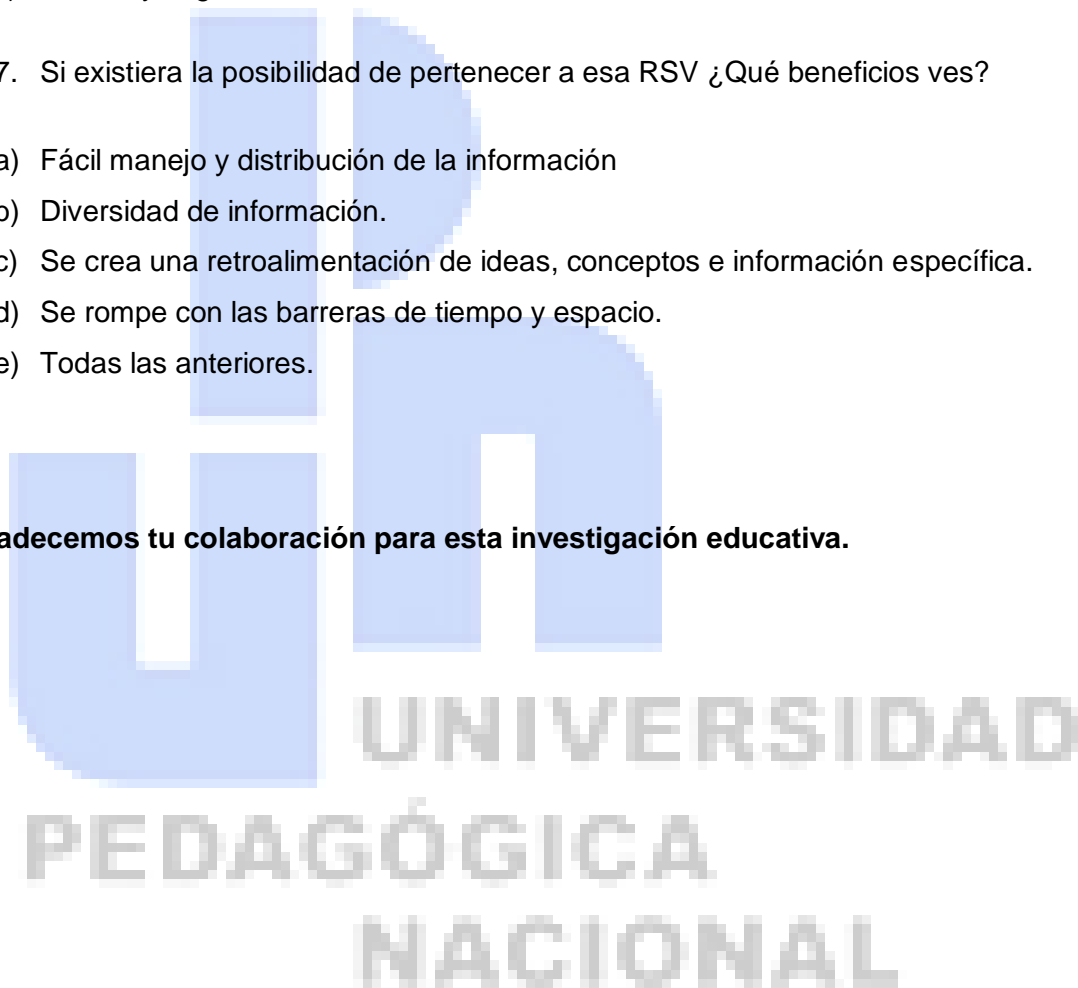 7. Si existiera la posibilidad de pertenecer a esa RSV ¿Qué beneficios ves?
a) Fácil manejo y distribución de la información
b) Diversidad de información.
c) Se crea una retroalimentación de ideas, conceptos e información específica.
d) Se rompe con las barreras de tiempo y espacio.
e) Todas las anteriores.
adecemos tu colaboración para esta investigación educativa.
UNIVERSIDAD
PEDAGÓGICA
NACIONAL